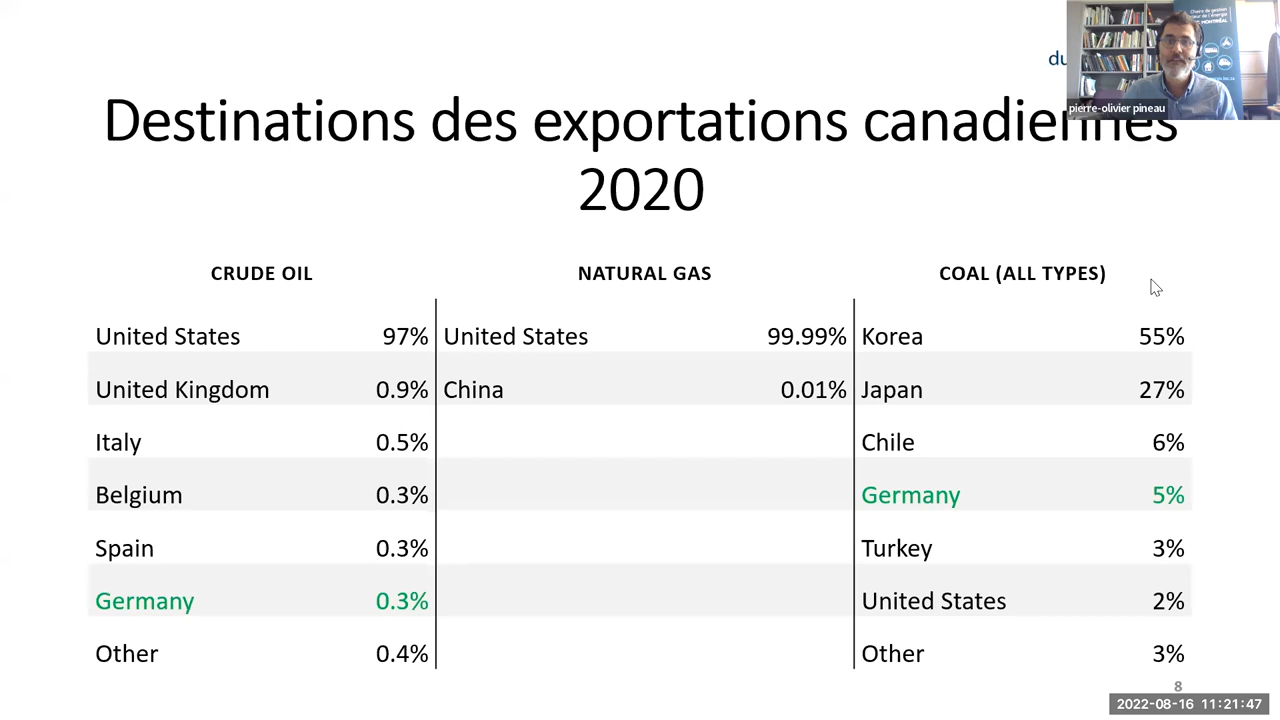 du
pierre-olivier pineau
Destinations des exportations canadiennes
2020
CRUDE OIL
United States 97%
United Kingdom 0.9%
Italy 0.5%
Belgium 0.3%
Spain 0.3%
Germany 0.3%
Other 0.4%
NATURAL GAS
United States 99.99%
China 0.01%
COAL (ALL TYPES)
Korea 55%
Japan 27%
Chile 6%
Germany 5%
Turkey 3%
United States 2%
Other 3%
8
2022-08-16 11:21:47